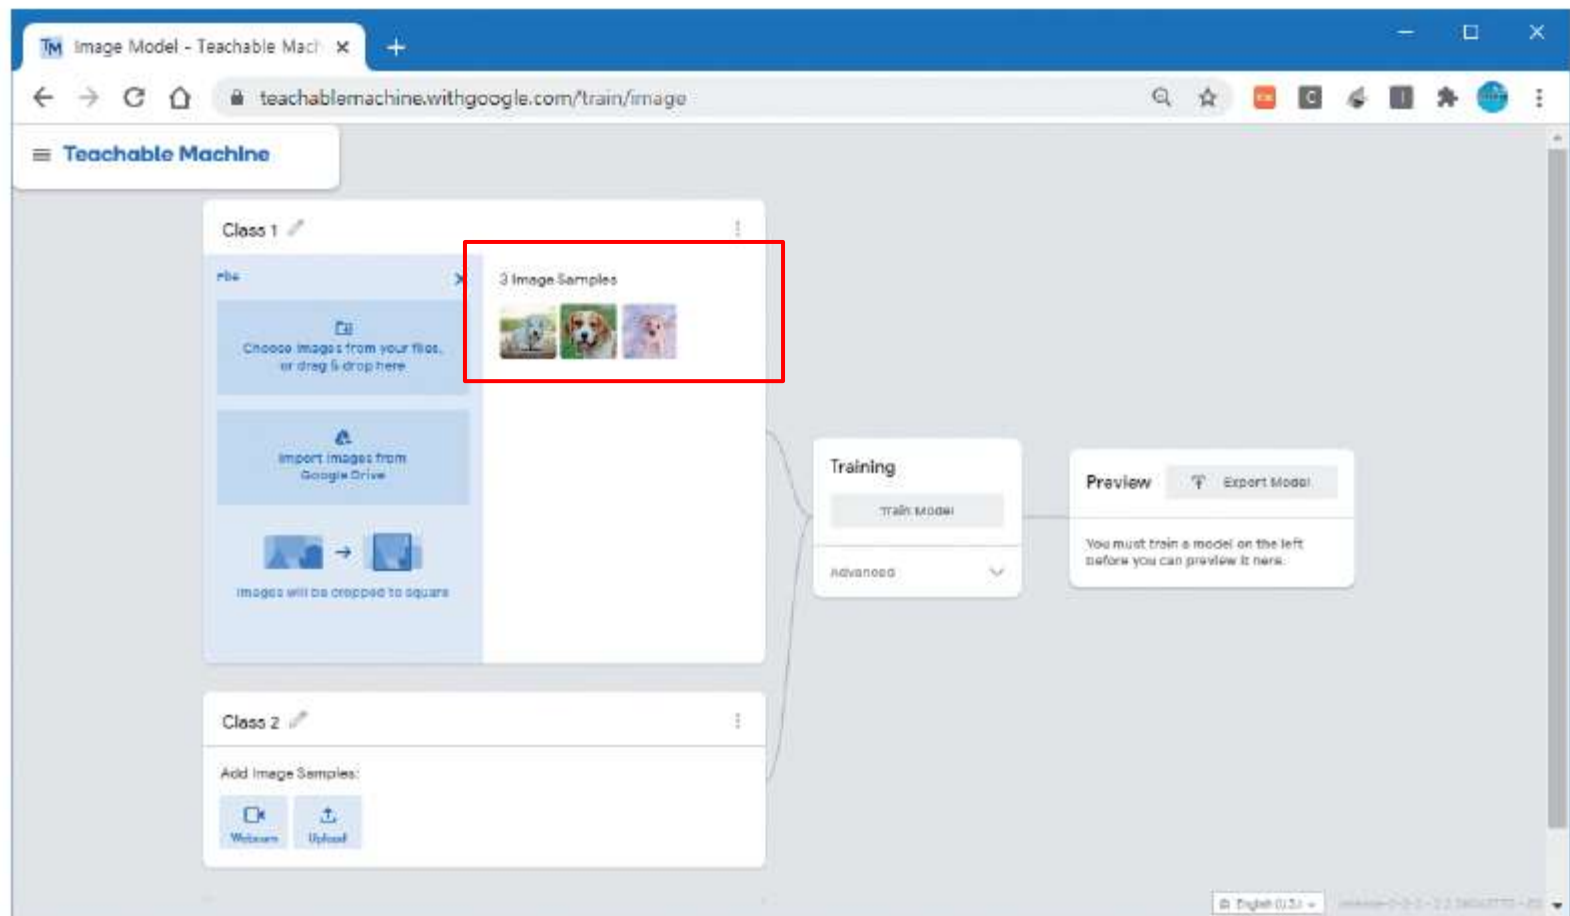 TM Image Model - Teachable Mach
teachablemachine.withgoogle.com/train/image
Teachable Machine
Class 1
File
3 Image Samples
Choose images from your files,
or drag & drop here
Import images from
Google Drive
Images will be cropped to square
Training
Train Model
Advanced
Preview
Export Model
You must train a model on the left
before you can preview it here.
Class 2
Add Image Samples:
Webcam
Upload
English (U.S.)